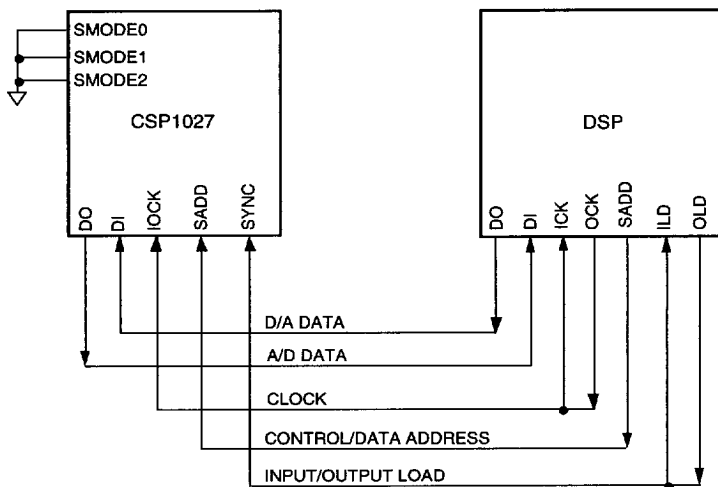 SMODE0
SMODE1
SMODE2
CSP1027
DSP
DO
DI
IOCK
SADD
SYNC
DO
DI
ICK
OCK
SADD
ILD
OLD
D/A DATA
A/D DATA
CLOCK
CONTROL/DATA ADDRESS
INPUT/OUTPUT LOAD